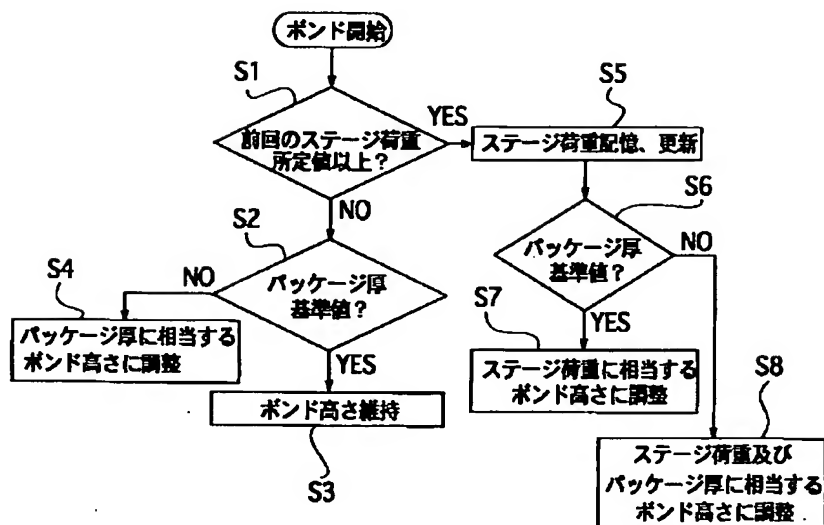 ボンド開始
S1
前回のステージ荷重
所定値以上?
YES
S5
ステージ荷重記憶、更新
NO
S6
S2
パッケージ厚
基準値?
NO
S4
パッケージ厚
基準値?
NO
S7
YES
パッケージ厚に相当する
ボンド高さに調整
YES
ステージ荷重に相当する
ボンド高さに調整
S8
ボンド高さ維持
S3
ステージ荷重及び
パッケージ厚に相当する
ボンド高さに調整